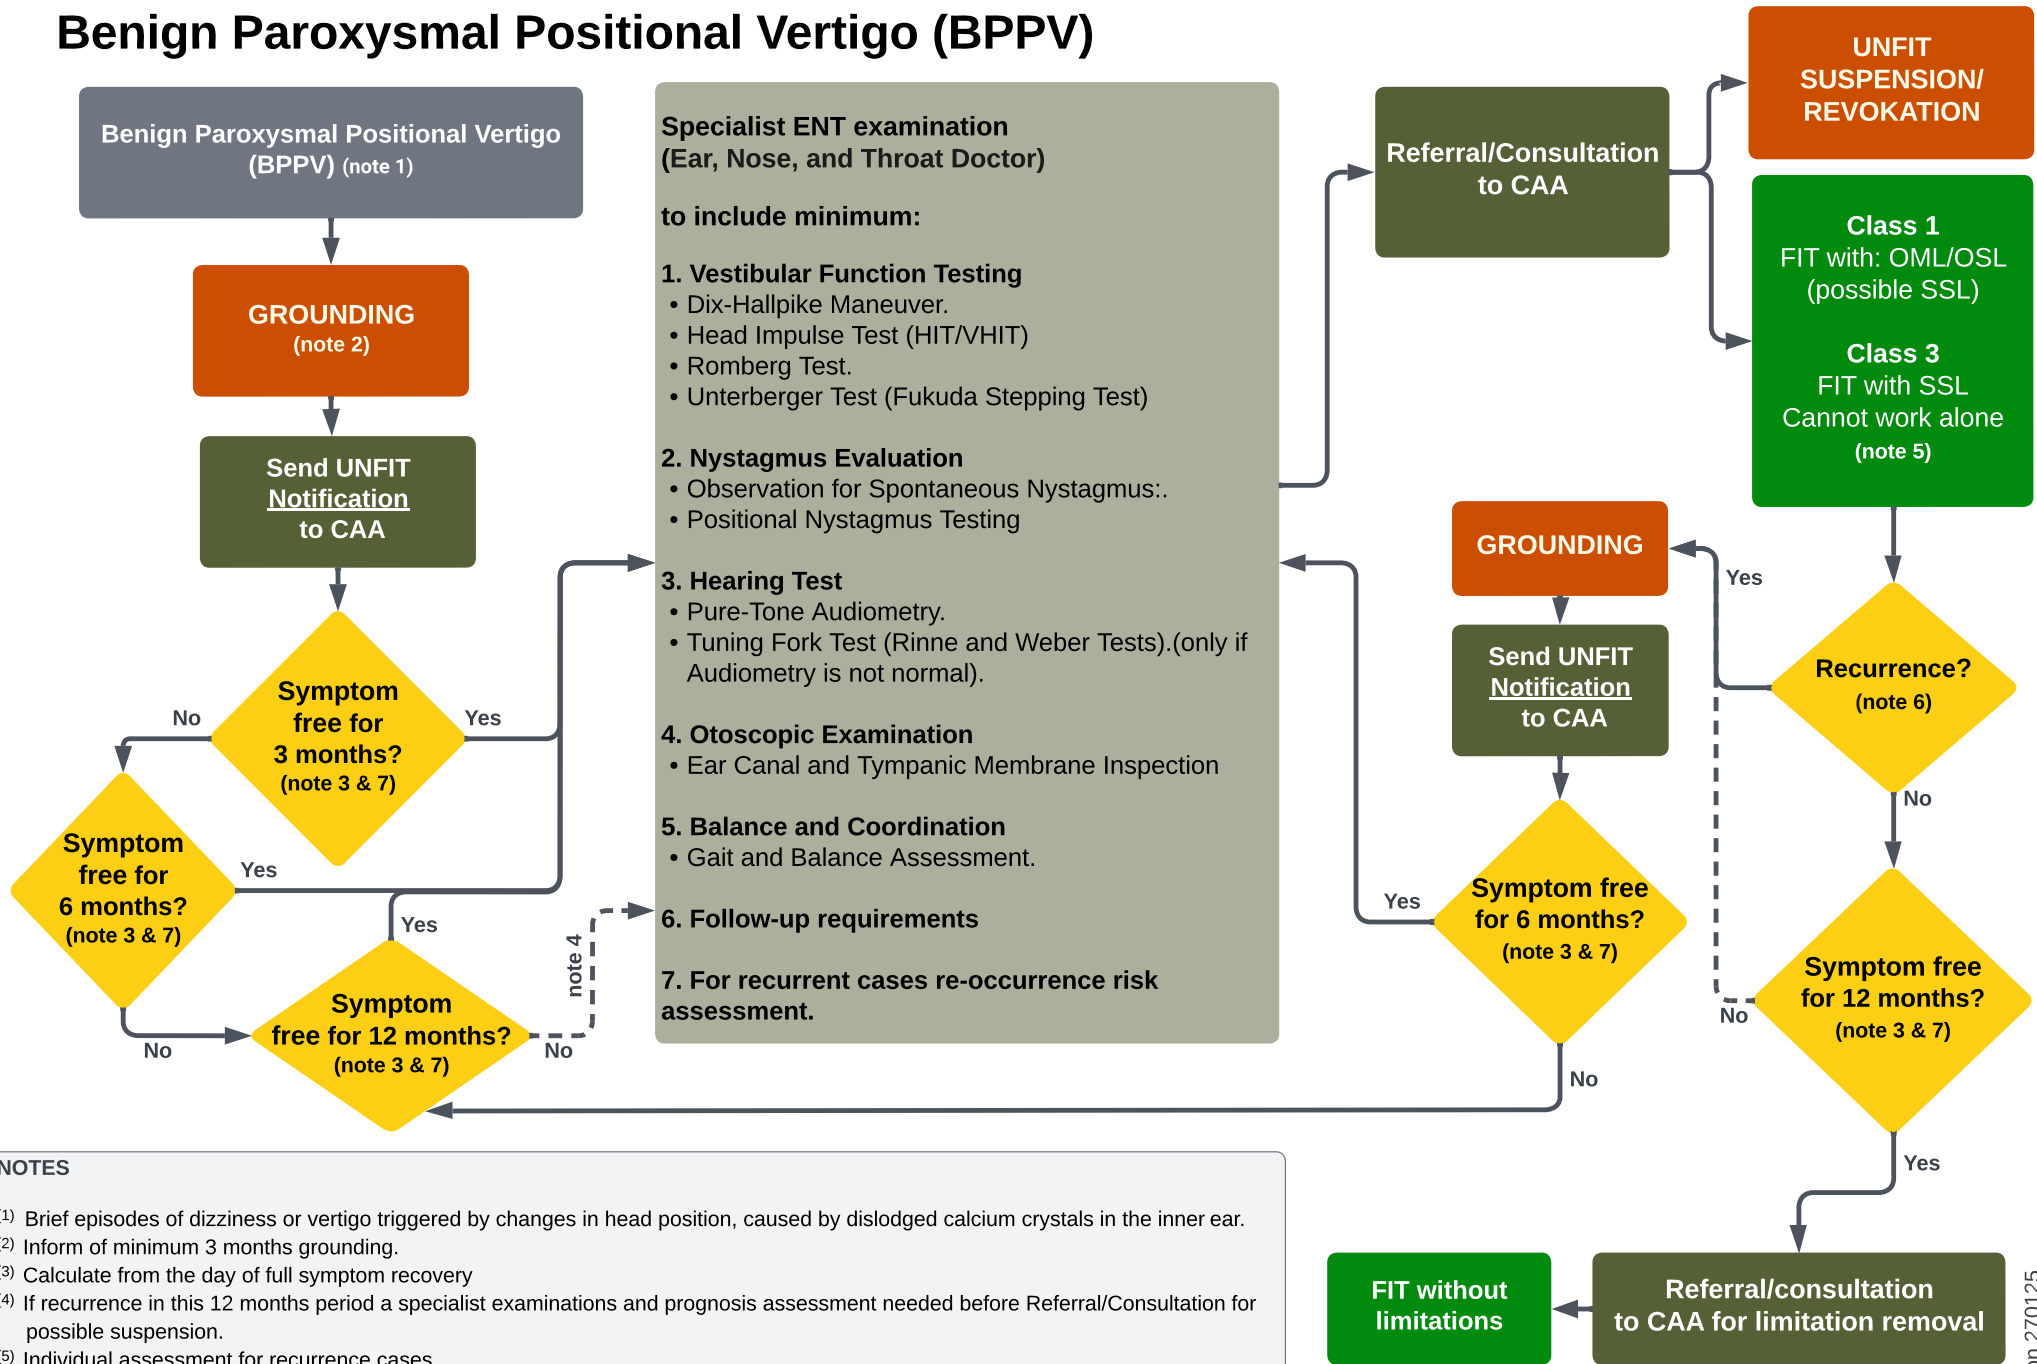 Benign Paroxysmal Positional Vertigo (BPPV)
Benign Paroxysmal Positional Vertigo
(BPPV) (note 1)
GROUNDING
(note 2)
Send UNFIT
Notification
to CAA
Symptom
free for
3 months?
(note 3 & 7)
No
Yes
Symptom
free for
6 months?
(note 3 & 7)
Yes
No
Symptom
free for 12 months?
(note 3 & 7)
Yes
No
note 4
Specialist ENT examination
(Ear, Nose, and Throat Doctor)
to include minimum:
1. Vestibular Function Testing
• Dix-Hallpike Maneuver.
• Head Impulse Test (HIT/VHIT)
• Romberg Test.
• Unterberger Test (Fukuda Stepping Test)
2. Nystagmus Evaluation
• Observation for Spontaneous Nystagmus:.
• Positional Nystagmus Testing
3. Hearing Test
• Pure-Tone Audiometry.
• Tuning Fork Test (Rinne and Weber Tests).(only if
Audiometry is not normal).
4. Otoscopic Examination
• Ear Canal and Tympanic Membrane Inspection
5. Balance and Coordination
• Gait and Balance Assessment.
6. Follow-up requirements
7. For recurrent cases re-occurrence risk
assessment.
Referral/Consultation
to CAA
UNFIT
SUSPENSION/
REVOKATION
Class 1
FIT with: OML/OSL
(possible SSL)
Class 3
FIT with SSL
Cannot work alone
(note 5)
Recurrence?
(note 6)
Yes
No
GROUNDING
Send UNFIT
Notification
to CAA
Symptom free
for 6 months?
(note 3 & 7)
Yes
No
Symptom free
for 12 months?
(note 3 & 7)
No
Yes
Referral/consultation
to CAA for limitation removal
FIT without
limitations
NOTES
(1) Brief episodes of dizziness or vertigo triggered by changes in head position, caused by dislodged calcium crystals in the inner ear.
(2) Inform of minimum 3 months grounding.
(3) Calculate from the day of full symptom recovery
(4) If recurrence in this 12 months period a specialist examinations and prognosis assessment needed before Referral/Consultation for
possible suspension.
(5) Individual assessment for recurrence cases
270125